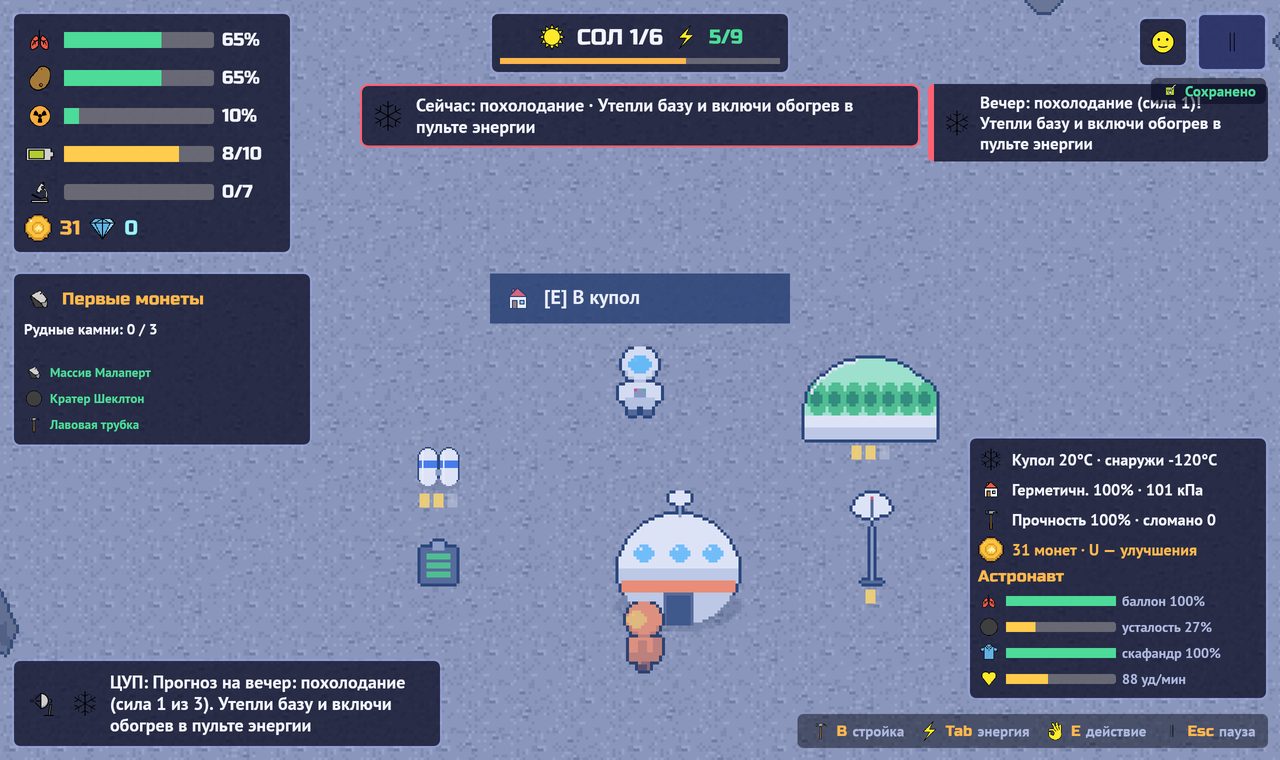 65%
65%
10%
8/10
0/7
31 0
СОЛ 1/6 5/9
Сейчас: похолодание · Утепли базу и включи обогрев в
пульте энергии
Сохранено
Вечер: похолодание (сила 1)!
Утепли базу и включи обогрев в
пульте энергии
Первые монеты
Рудные камни: 0 / 3
Массив Малаперт
Кратер Шеклтон
Лавовая трубка
[E] В купол
Купол 20°C · снаружи -120°C
Герметичн. 100% · 101 кПа
Прочность 100% · сломано 0
31 монет · U — улучшения
Астронавт
баллон 100%
усталость 27%
скафандр 100%
88 уд/мин
ЦУП: Прогноз на вечер: похолодание
(сила 1 из 3). Утепли базу и включи
обогрев в пульте энергии
B стройка Tab энергия E действие Esc пауза